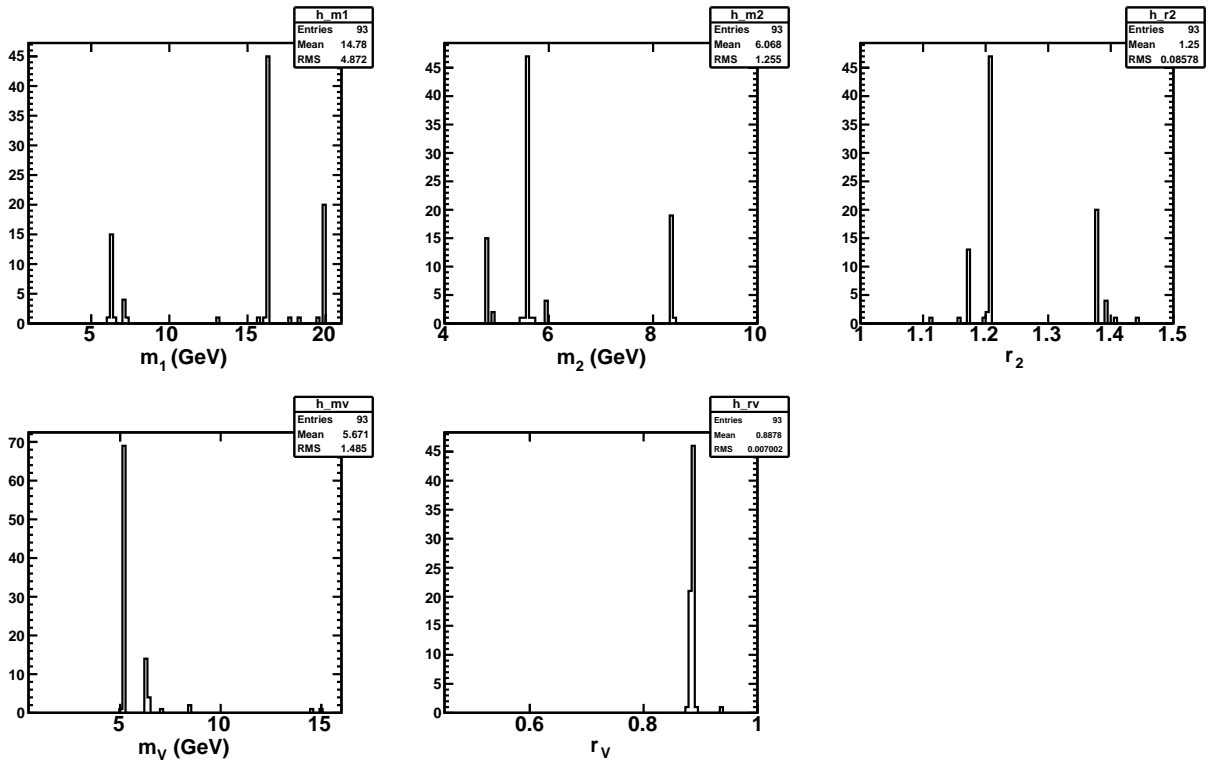 h_m1
Entries 93
Mean 14.78
RMS 4.872
45
40
35
30
25
20
15
10
5
0
5 10 15 20
m1 (GeV)
h_m2
Entries 93
Mean 6.068
RMS 1.255
45
40
35
30
25
20
15
10
5
0
4 6 8 10
m2 (GeV)
h_r2
Entries 93
Mean 1.25
RMS 0.08578
45
40
35
30
25
20
15
10
5
0
1 1.1 1.2 1.3 1.4 1.5
r2
h_mv
Entries 93
Mean 5.671
RMS 1.485
70
60
50
40
30
20
10
0
5 10 15
mV (GeV)
h_rv
Entries 93
Mean 0.8878
RMS 0.007002
45
40
35
30
25
20
15
10
5
0
0.6 0.8 1
rV